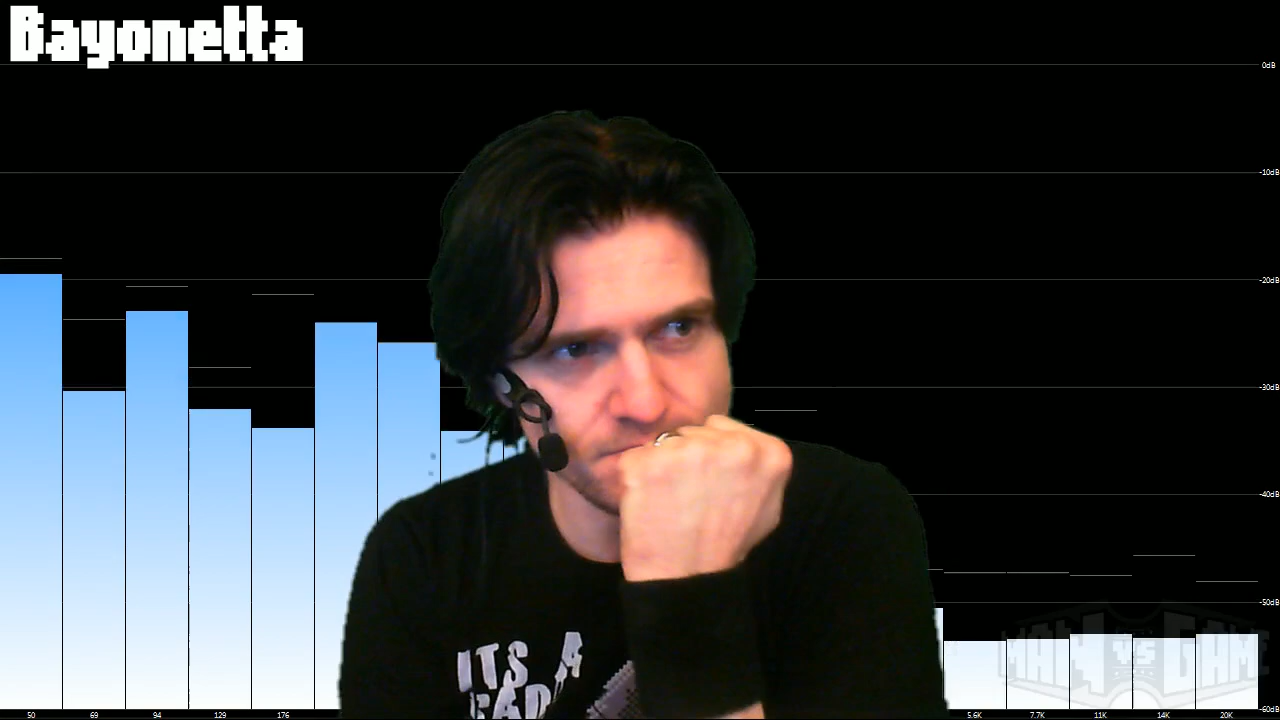 Bayonetta
0dB
-10dB
-20dB
-30dB
-40dB
-50dB
-60dB
ITS A
MAN VS GAME
50 69 94 129 176 5.6K 7.7K 11K 14K 20K